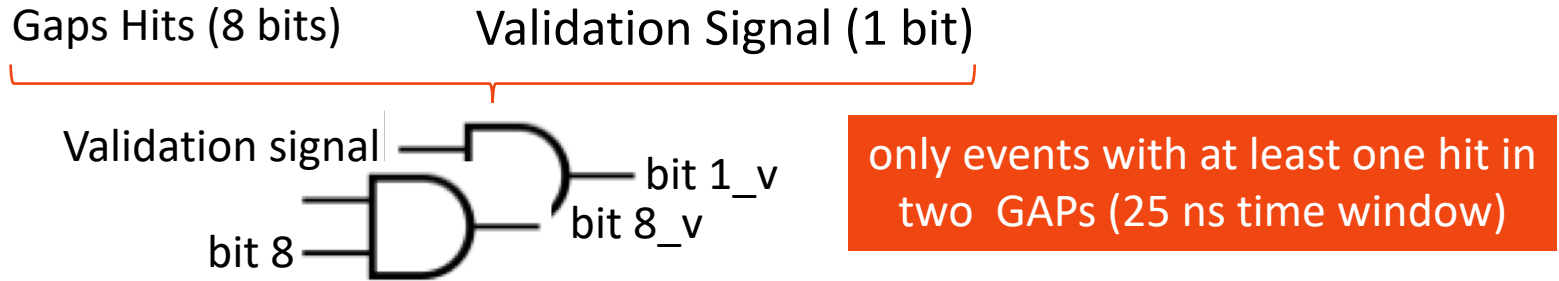 Gaps Hits (8 bits)
Validation Signal (1 bit)
Validation signal
bit 1_v
bit 8_v
bit 8
only events with at least one hit in
two GAPs (25 ns time window)